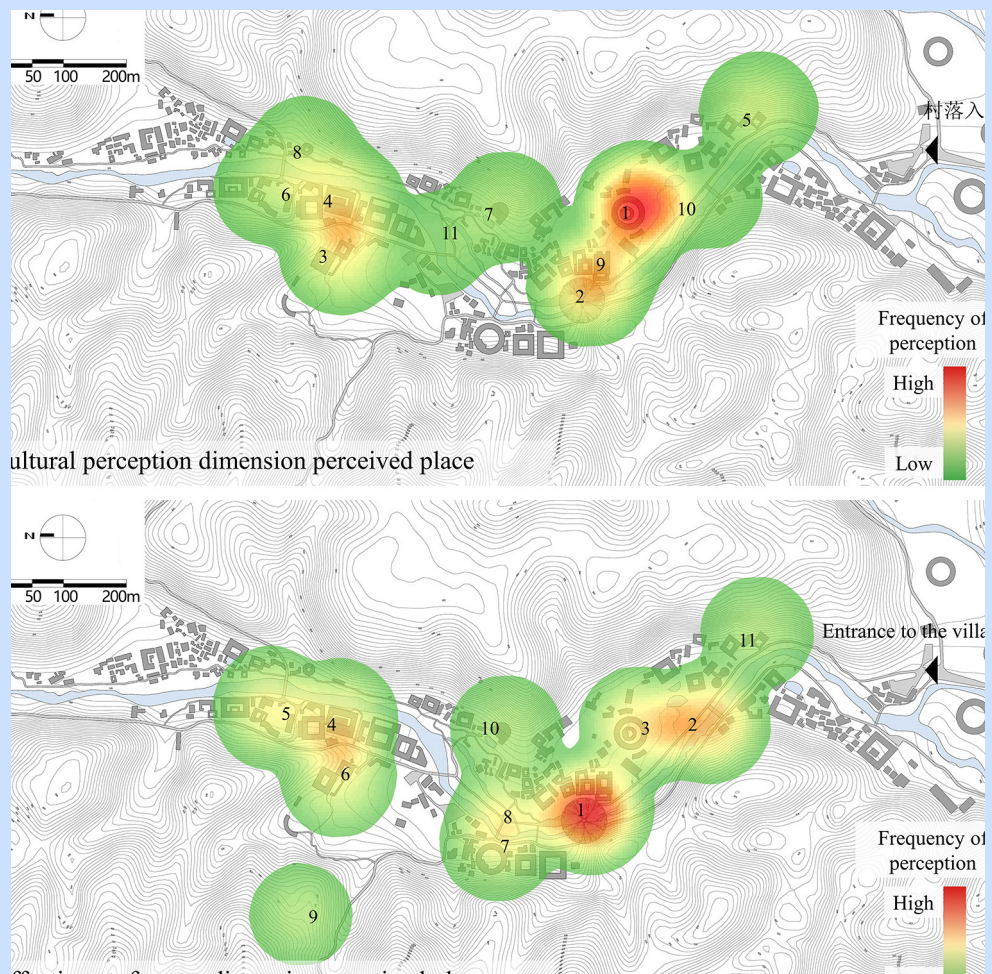 N
50 100 200m
村落入
5
8
6
4
7
1
10
11
3
9
2
Frequency of
perception
High
Low
ultural perception dimension perceived place
N
50 100 200m
Entrance to the villa
11
5
4
10
3
2
6
1
8
7
9
Frequency of
perception
High